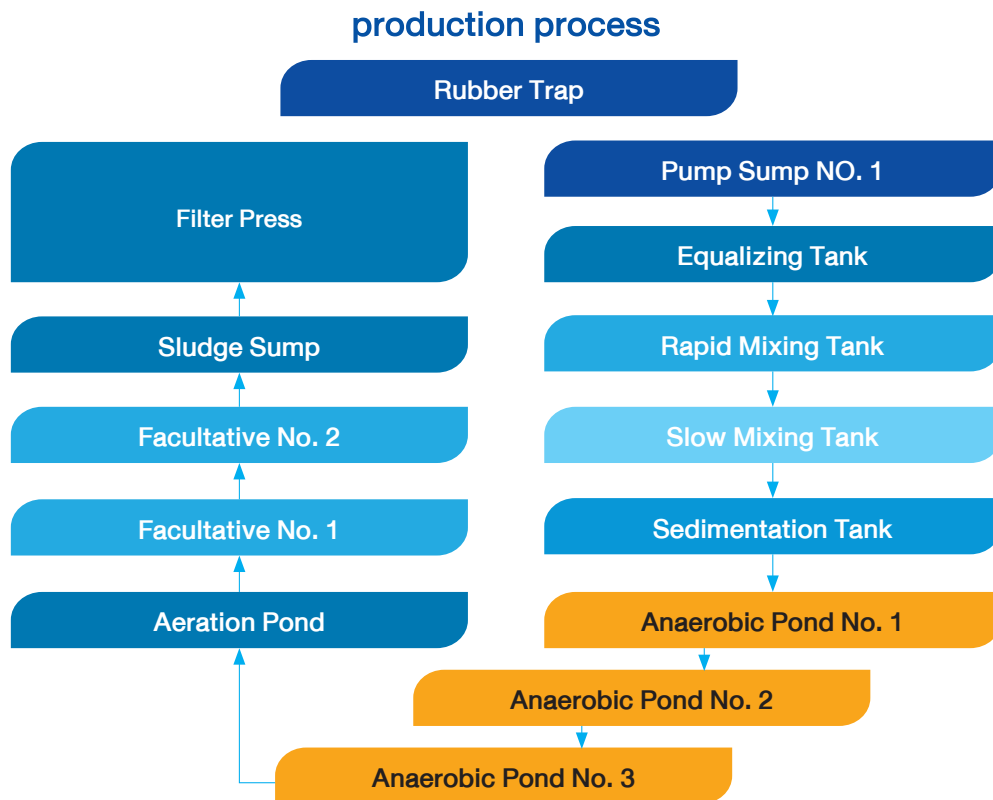 production process
Rubber Trap
Pump Sump NO. 1
Equalizing Tank
Rapid Mixing Tank
Slow Mixing Tank
Sedimentation Tank
Anaerobic Pond No. 1
Anaerobic Pond No. 2
Anaerobic Pond No. 3
Aeration Pond
Facultative No. 1
Facultative No. 2
Sludge Sump
Filter Press